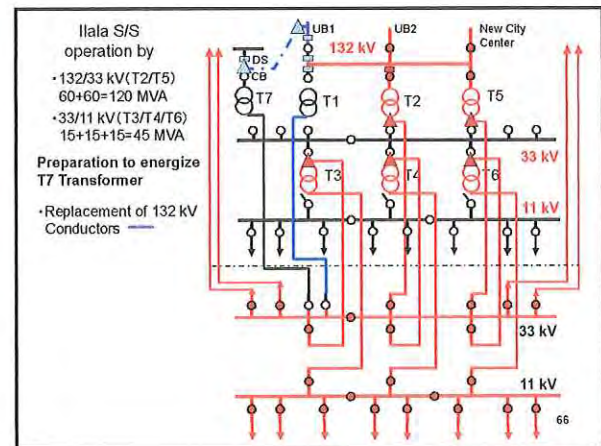 Ilala S/S
operation by
・132/33 kV(T2/T5)
60+60=120 MVA
・33/11 kV(T3/T4/T6)
15+15+15=45 MVA
Preparation to energize
T7 Transformer
・Replacement of 132 kV
Conductors
UB1
UB2
New City
Center
132 kV
DS
CB
T7
T1
T2
T5
33 kV
T3
T4
T6
11 kV
33 kV
11 kV
66